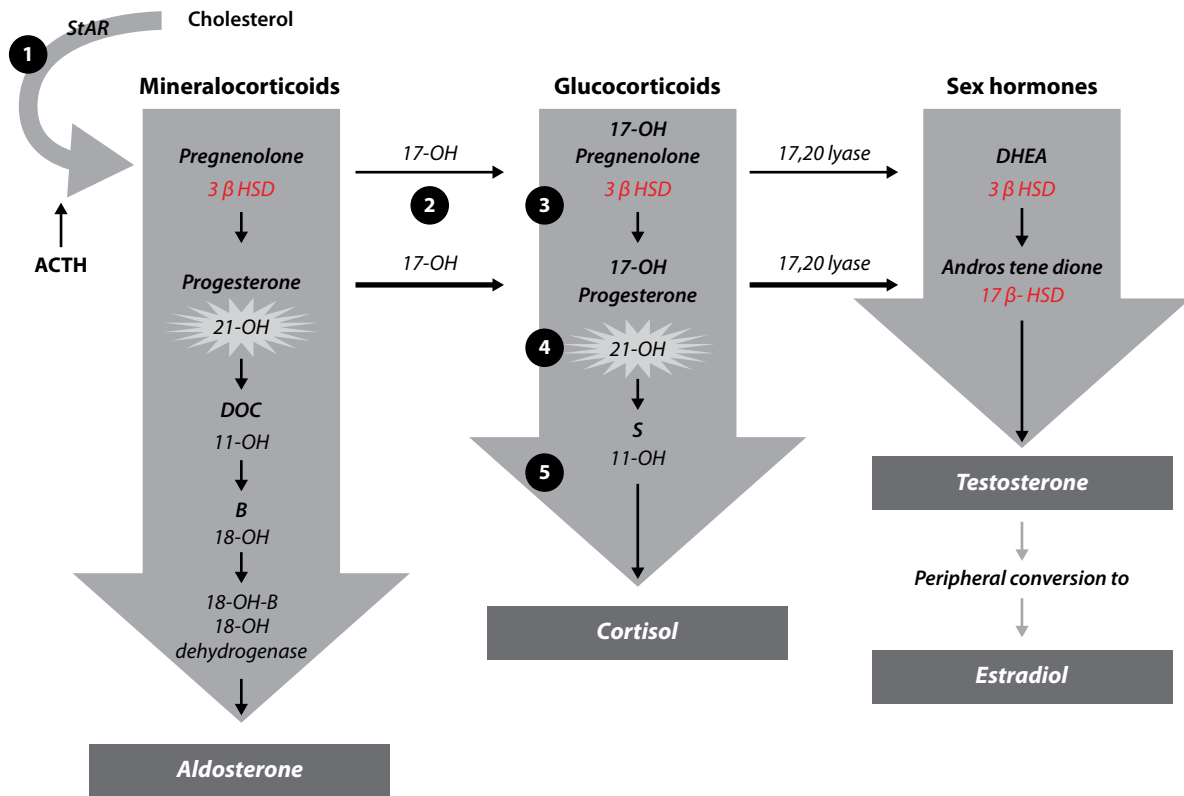 Cholesterol
StAR
1
ACTH
Mineralocorticoids
Pregnenolone
3 β HSD
Progesterone
21-OH
DOC
11-OH
B
18-OH
18-OH-B
18-OH
dehydrogenase
Aldosterone
17-OH
2
17-OH
Glucocorticoids
17-OH
Pregnenolone
3
3 β HSD
17-OH
Progesterone
4
21-OH
S
5
11-OH
Cortisol
17,20 lyase
17,20 lyase
Sex hormones
DHEA
3 β HSD
Andros tene dione
17 β- HSD
Testosterone
Peripheral conversion to
Estradiol